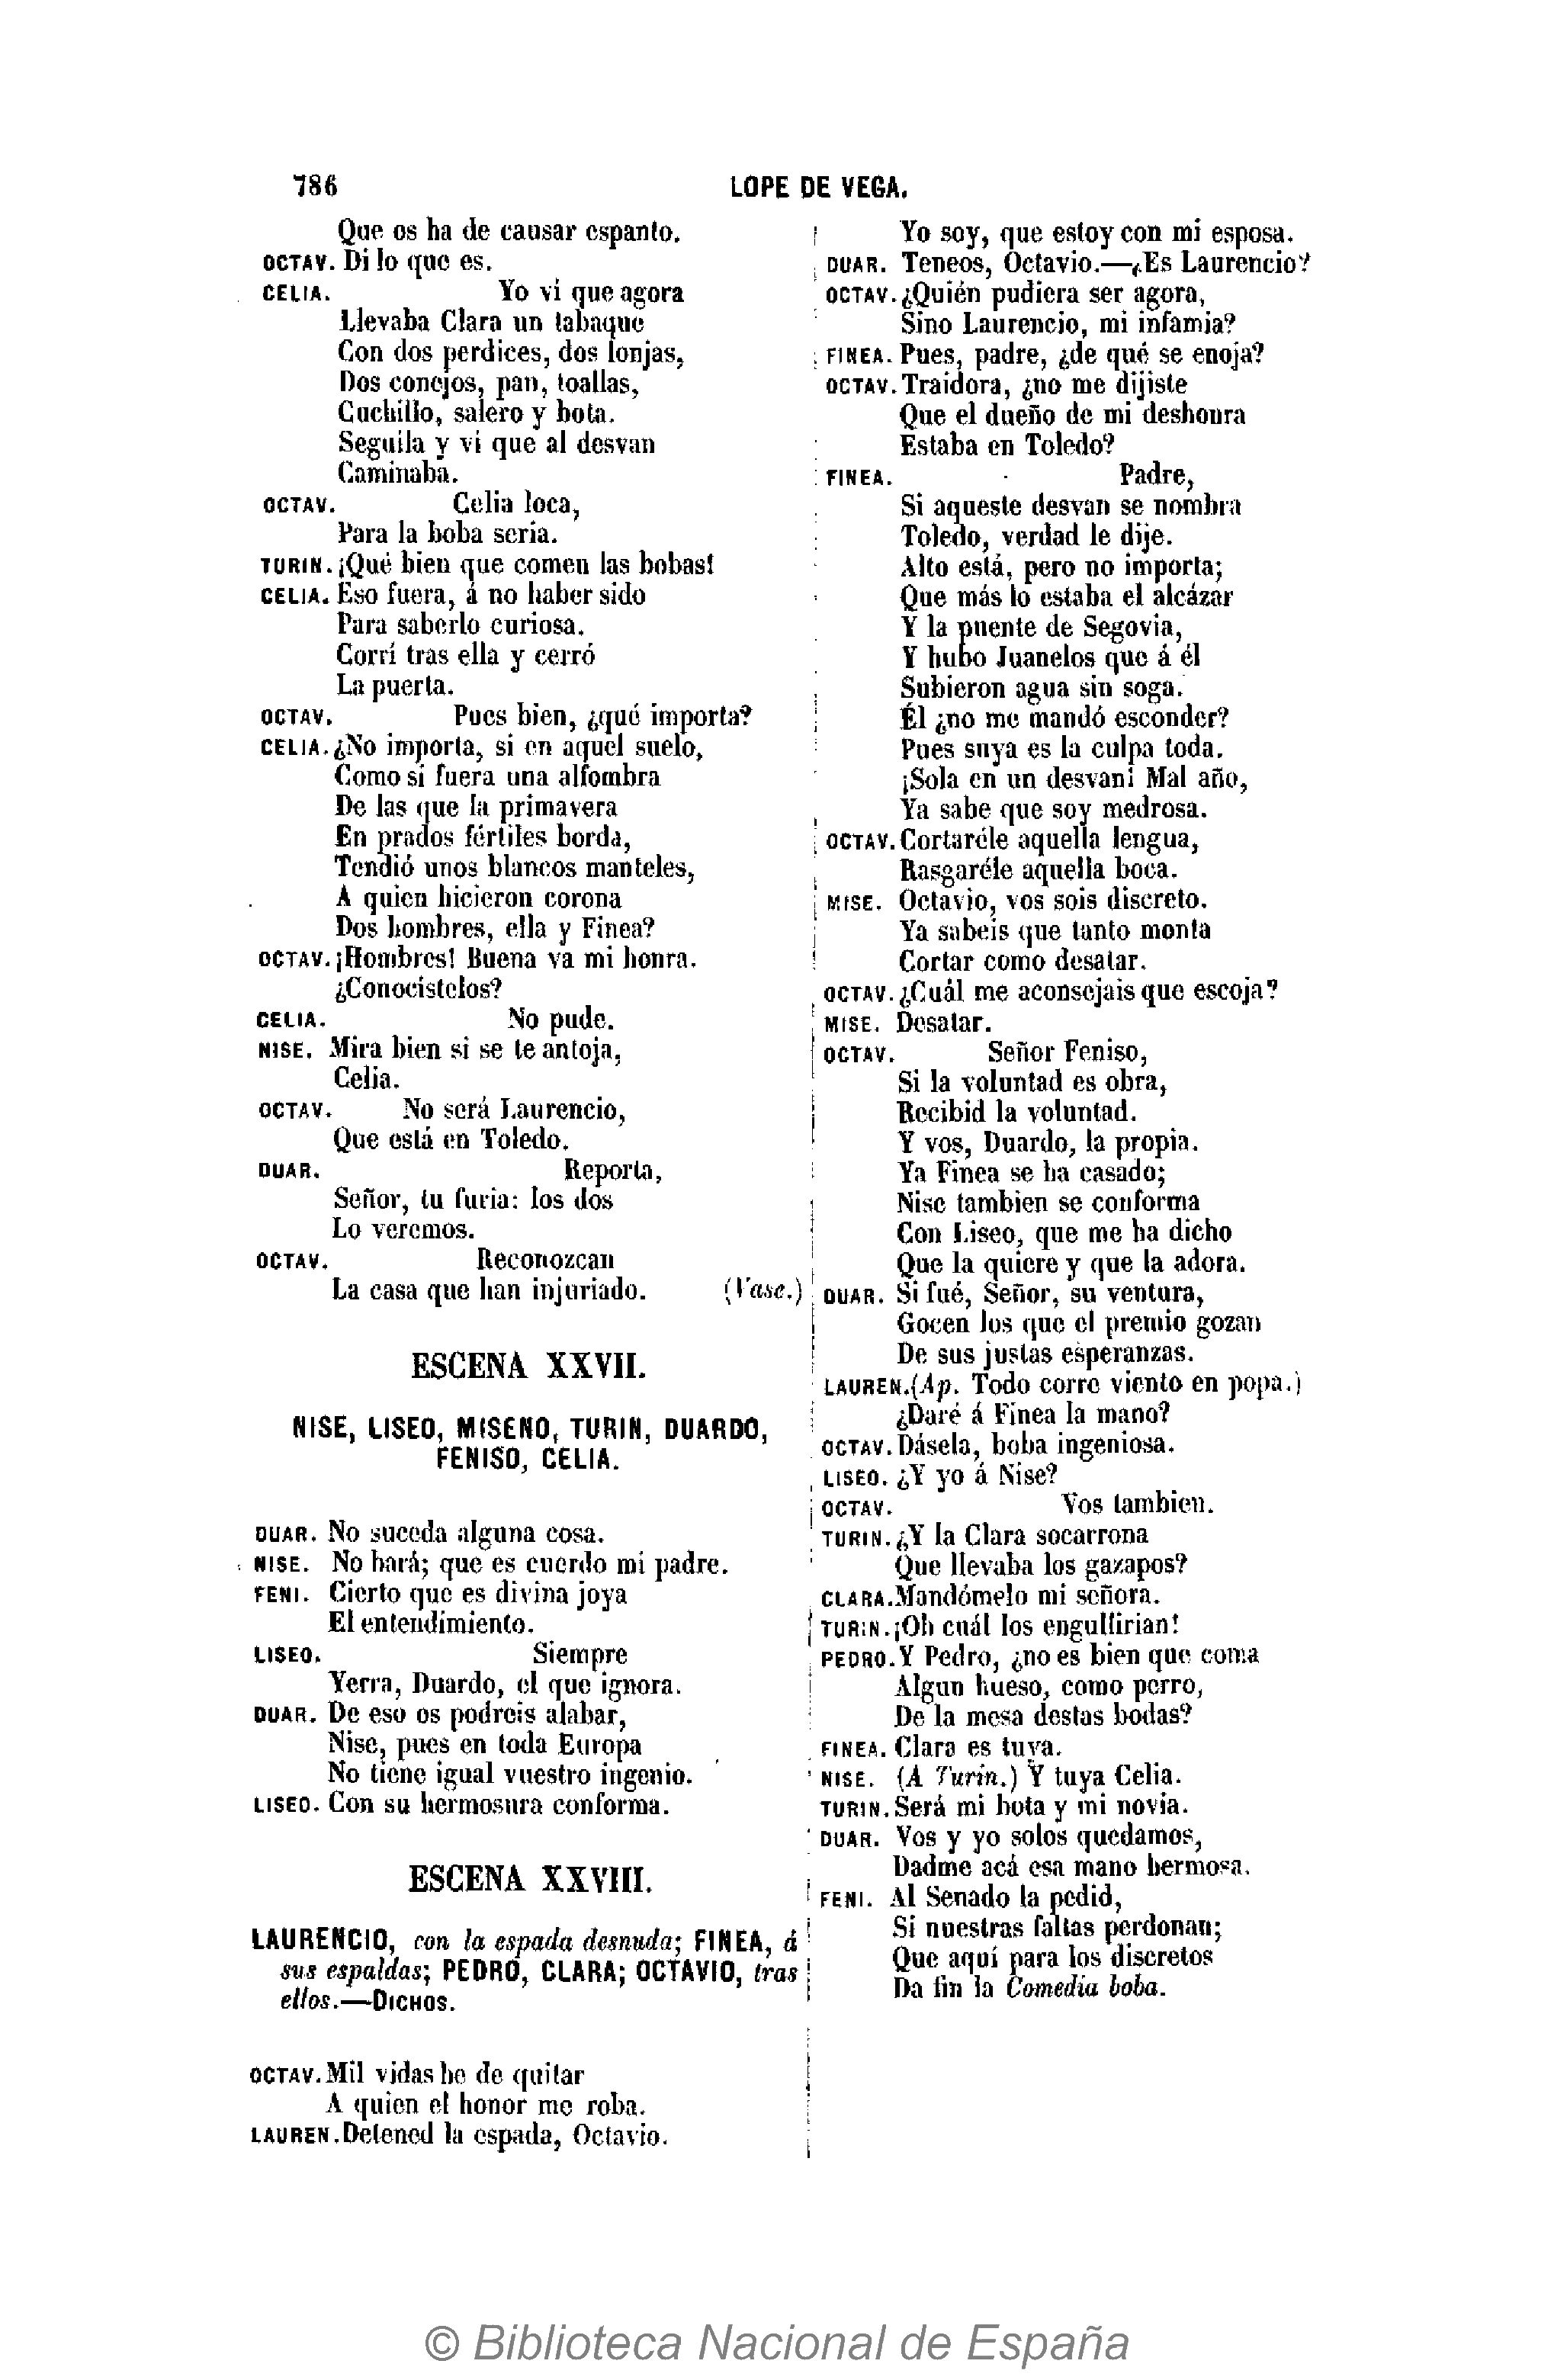 786
LOPE DE VEGA.
Que os ha de causar espanto.
OCTAV. Di lo que es.
CELIA. Yo vi que agora
Llevaba Clara un tabaque
Con dos perdices, dos lonjas,
Dos conejos, pan, toallas,
Cuchillo, salero y bota.
Seguila y vi que al desvan
Caminaba.
OCTAV. Celia loca,
Para la boba seria.
TURIN. ¡Qué bien que comen las bobas!
CELIA. Eso fuera, á no haber sido
Para saberlo curiosa.
Corrí tras ella y cerró
La puerta.
OCTAV. Pues bien, ¿qué importa?
CELIA. ¿No importa, si en aquel suelo,
Como si fuera una alfombra
De las que la primavera
En prados fértiles borda,
Tendió unos blancos manteles,
A quien hicieron corona
Dos hombres, ella y Finea?
OCTAV. ¡Hombres! Buena va mi honra.
¿Conocístelos?
CELIA. No pude.
NISE. Mira bien si se te antoja,
Celia.
OCTAV. No será Laurencio,
Que está en Toledo.
DUAR. Reporta,
Señor, tu furia: los dos
Lo veremos.
OCTAV. Reconozcan
La casa que han injuriado. (Vase.)
ESCENA XXVII.
NISE, LISEO, MISENO, TURIN, DUARDO,
FENISO, CELIA.
DUAR. No suceda alguna cosa.
NISE. No hará; que es cuerdo mi padre.
FENI. Cierto que es divina joya
El entendimiento.
LISEO. Siempre
Yerra, Duardo, el que ignora.
DUAR. De eso os podreis alabar,
Nise, pues en toda Europa
No tiene igual vuestro ingenio.
LISEO. Con su hermosura conforma.
ESCENA XXVIII.
LAURENCIO, con la espada desnuda; FINEA, á
sus espaldas; PEDRO, CLARA; OCTAVIO, tras
ellos.—DICHOS.
OCTAV. Mil vidas he de quitar
A quien el honor me roba.
LAUREN. Detened la espada, Octavio.
Yo soy, que estoy con mi esposa.
DUAR. Teneos, Octavio.—¿Es Laurencio?
OCTAV. ¿Quién pudiera ser agora,
Sino Laurencio, mi infamia?
FINEA. Pues, padre, ¿de qué se enoja?
OCTAV. Traidora, ¿no me dijiste
Que el dueño de mi deshonra
Estaba en Toledo?
FINEA. Padre,
Si aqueste desvan se nombra
Toledo, verdad le dije.
Alto está, pero no importa;
Que más lo estaba el alcázar
Y la puente de Segovia,
Y hubo Juanelos que á él
Subieron agua sin soga.
Él ¿no me mandó esconder?
Pues suya es la culpa toda.
¡Sola en un desvan! Mal año,
Ya sabe que soy medrosa.
OCTAV. Cortaréle aquella lengua,
Rasgaréle aquella boca.
MISE. Octavio, vos sois discreto.
Ya sabeis que tanto monta
Cortar como desatar.
OCTAV. ¿Cuál me aconsejais que escoja?
MISE. Desatar.
OCTAV. Señor Feniso,
Si la voluntad es obra,
Recibid la voluntad.
Y vos, Duardo, la propia.
Ya Finea se ha casado;
Nise tambien se conforma
Con Liseo, que me ha dicho
Que la quiere y que la adora.
DUAR. Si fué, Señor, su ventura,
Gocen los que el premio gozan
De sus justas esperanzas.
LAUREN. (Ap. Todo corre viento en popa.)
¿Daré á Finea la mano?
OCTAV. Dásela, boba ingeniosa.
LISEO. ¿Y yo á Nise?
OCTAV. Vos tambien.
TURIN. ¿Y la Clara socarrona
Que llevaba los gazapos?
CLARA. Mandómelo mi señora.
TURIN. ¡Oh cuál los engullirian!
PEDRO. Y Pedro, ¿no es bien que coma
Algun hueso, como perro,
De la mesa destas bodas?
FINEA. Clara es tuya.
NISE. (A Turin.) Y tuya Celia.
TURIN. Será mi bota y mi novia.
DUAR. Vos y yo solos quedamos,
Dadme acá esa mano hermosa.
FENI. Al Senado la pedid,
Si nuestras faltas perdonan;
Que aquí para los discretos
Da fin la Comedia boba.
© Biblioteca Nacional de España